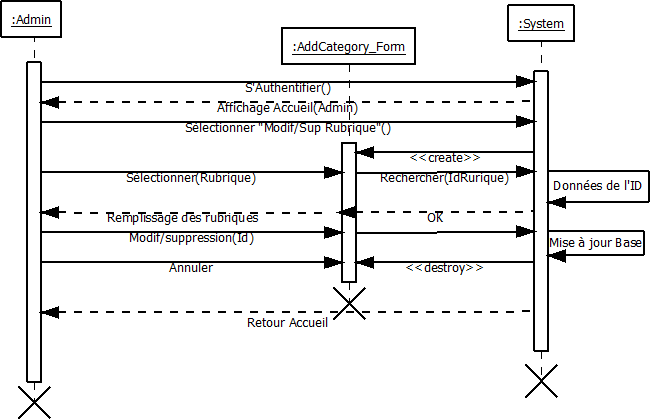 :Admin
:System
:AddCategory_Form
S'Authentifier()
Affichage Accueil(Admin)
Sélectionner "Modif/Sup Rubrique"()
<<create>>
Sélectionner(Rubrique)
Rechercher(IdRurique)
Données de l'ID
Remplissage des rubriques
OK
Modif/suppression(Id)
Mise à jour Base
Annuler
<<destroy>>
Retour Accueil